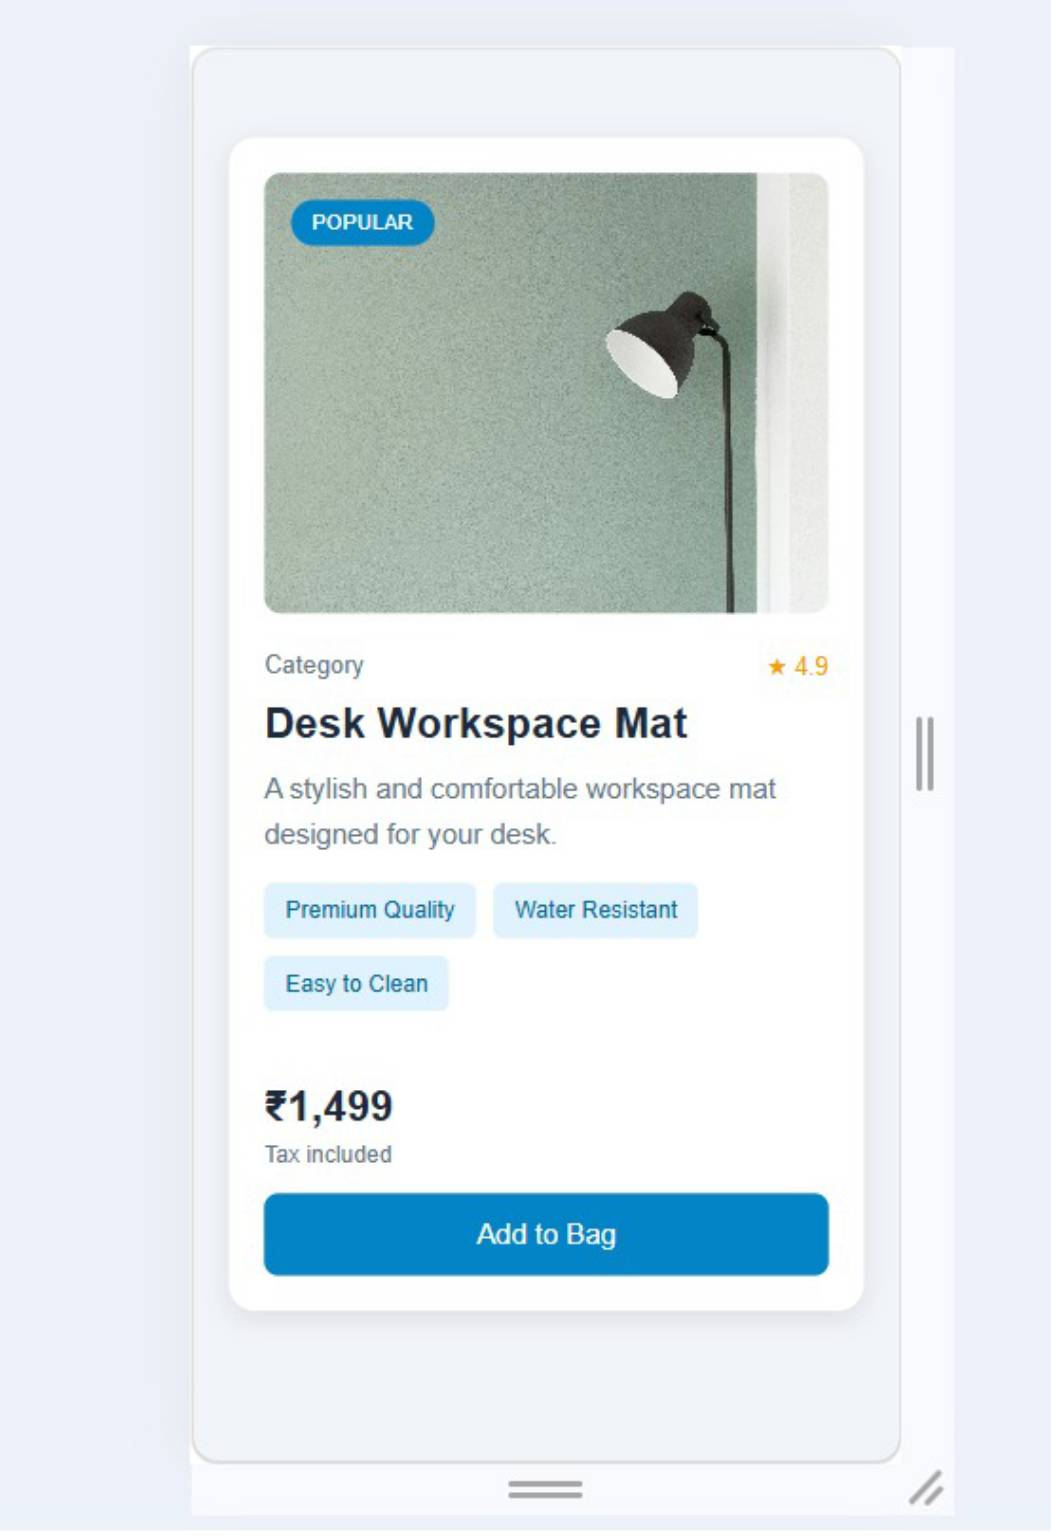 POPULAR
Category
★ 4.9
Desk Workspace Mat
A stylish and comfortable workspace mat
designed for your desk.
Premium Quality
Water Resistant
Easy to Clean
₹1,499
Tax included
Add to Bag